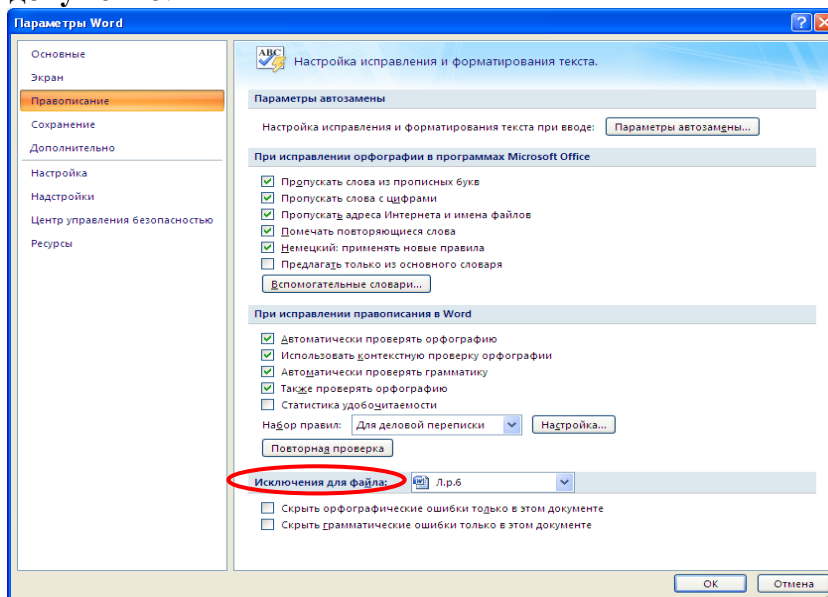 Параметры Word
Основные
Экран
Правописание
Сохранение
Дополнительно
Настройка
Надстройки
Центр управления безопасностью
Ресурсы
ABC
Настройка исправления и форматирования текста.
Параметры автозамены
Настройка исправления и форматирования текста при вводе: Параметры автозамены...
При исправлении орфографии в программах Microsoft Office
Пропускать слова из прописных букв
Пропускать слова с цифрами
Пропускать адреса Интернета и имена файлов
Помечать повторяющиеся слова
Немецкий: применять новые правила
Предлагать только из основного словаря
Вспомогательные словари...
При исправлении правописания в Word
Автоматически проверять орфографию
Использовать контекстную проверку орфографии
Автоматически проверять грамматику
Также проверять орфографию
Статистика удобочитаемости
Набор правил: Для деловой переписки Настройка...
Повторная проверка
Исключения для файла: Л.р.6
Скрыть орфографические ошибки только в этом документе
Скрыть грамматические ошибки только в этом документе
ОК Отмена